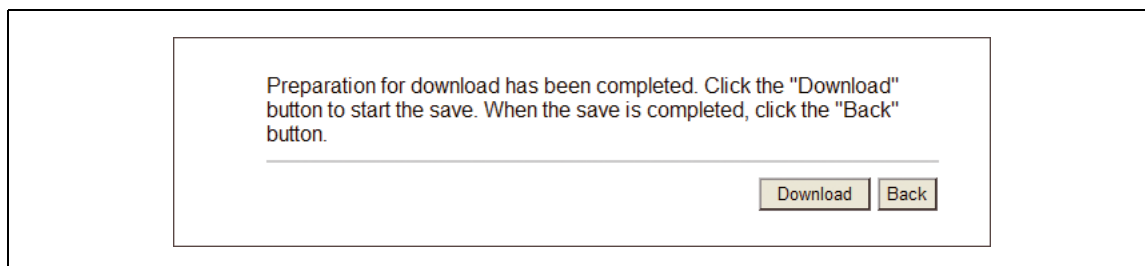 Preparation for download has been completed. Click the "Download"
button to start the save. When the save is completed, click the "Back"
button.
Download Back